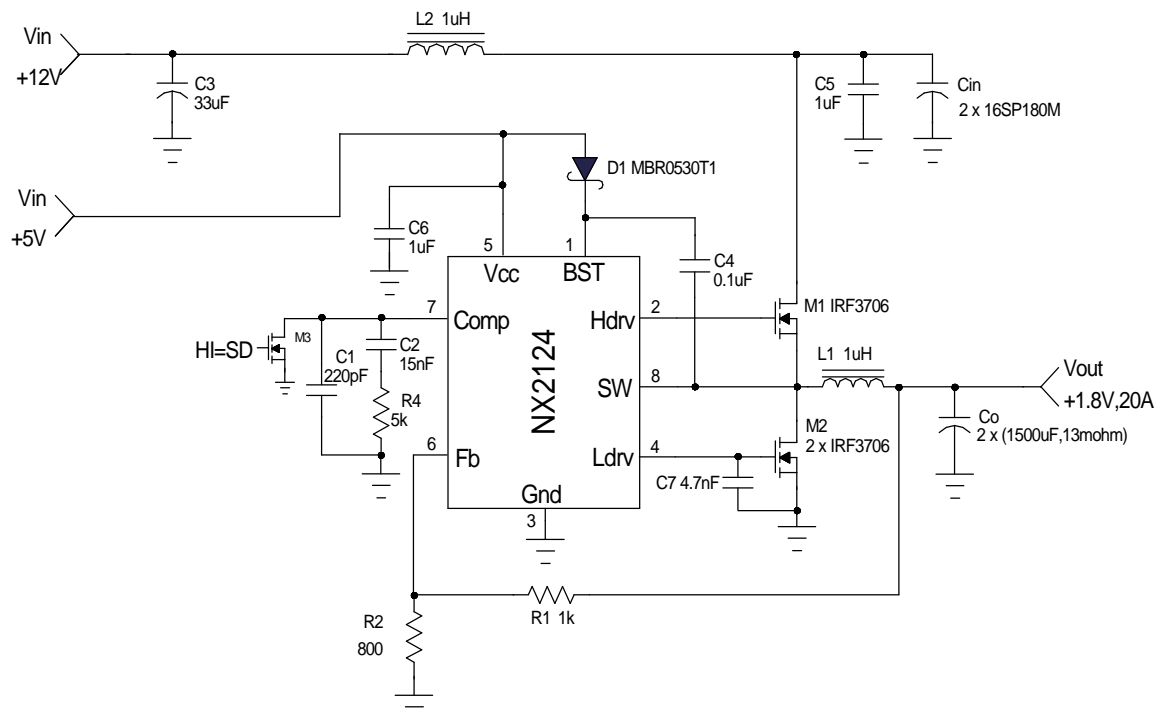 L2 1uH
Vin
+12V
C3
33uF
C5
1uF
Cin
2 x 16SP180M
D1 MBR0530T1
Vin
+5V
C6
1uF
5
1
Vcc
BST
C4
0.1uF
7
Comp
2
Hdrv
M1 IRF3706
HI=SD
M3
C1
220pF
C2
15nF
R4
5k
NX2124
8
SW
L1 1uH
Vout
+1.8V,20A
Co
2 x (1500uF,13mohm)
6
Fb
4
Ldrv
M2
2 x IRF3706
C7 4.7nF
Gnd
3
R1 1k
R2
800